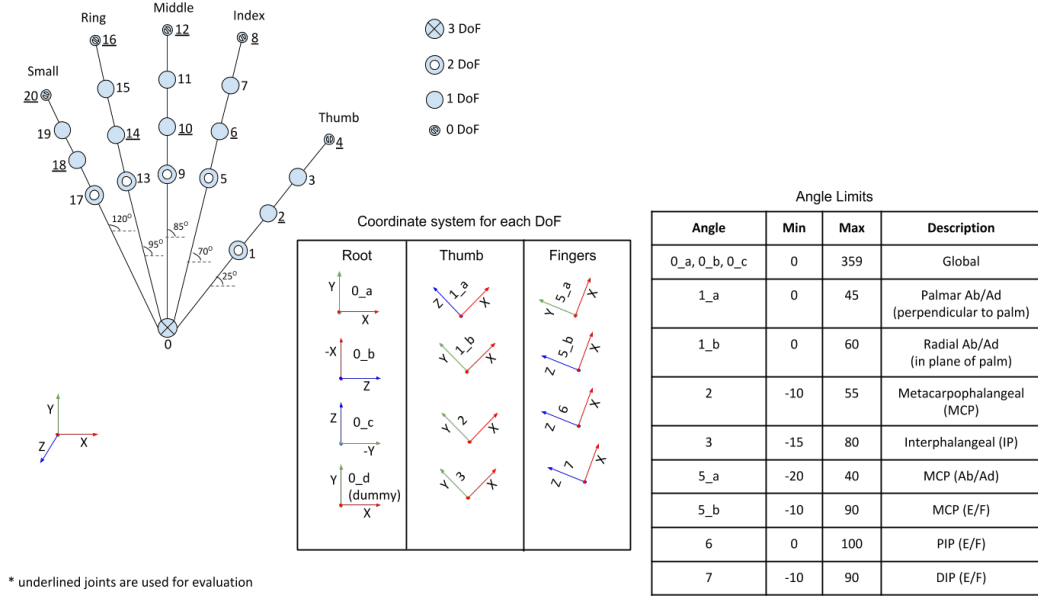 Middle
Ring
Index
12
16
8
3 DoF
11
2 DoF
Small
15
7
20
1 DoF
Thumb
19
14
10
6
0 DoF
4
18
13
9
5
3
17
2
120°
95°
85°
70°
1
25°
0
Y
Z
X
* underlined joints are used for evaluation
Coordinate system for each DoF
Root
Thumb
Fingers
Y
0_a
X
Z
1_a
X
Y
5_a
X
-X
0_b
Z
Y
1_b
X
Z
5_b
X
Z
0_c
-Y
Y
2
X
Z
6
X
Y
0_d
(dummy)
X
Y
3
X
Z
7
X
Angle Limits
Angle Min Max Description
0_a, 0_b, 0_c 0 359 Global
1_a 0 45 Palmar Ab/Ad
(perpendicular to palm)
1_b 0 60 Radial Ab/Ad
(in plane of palm)
2 -10 55 Metacarpophalangeal
(MCP)
3 -15 80 Interphalangeal (IP)
5_a -20 40 MCP (Ab/Ad)
5_b -10 90 MCP (E/F)
6 0 100 PIP (E/F)
7 -10 90 DIP (E/F)